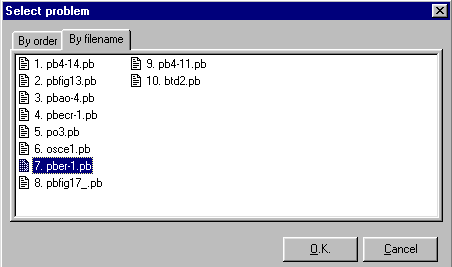 Select problem
By order By filename
1. pb4-14.pb
2. pbfig13.pb
3. pbao-4.pb
4. pbecr-1.pb
5. po3.pb
6. osce1.pb
7. pber-1.pb
8. pbfig17_.pb
9. pb4-11.pb
10. btd2.pb
O.K. Cancel